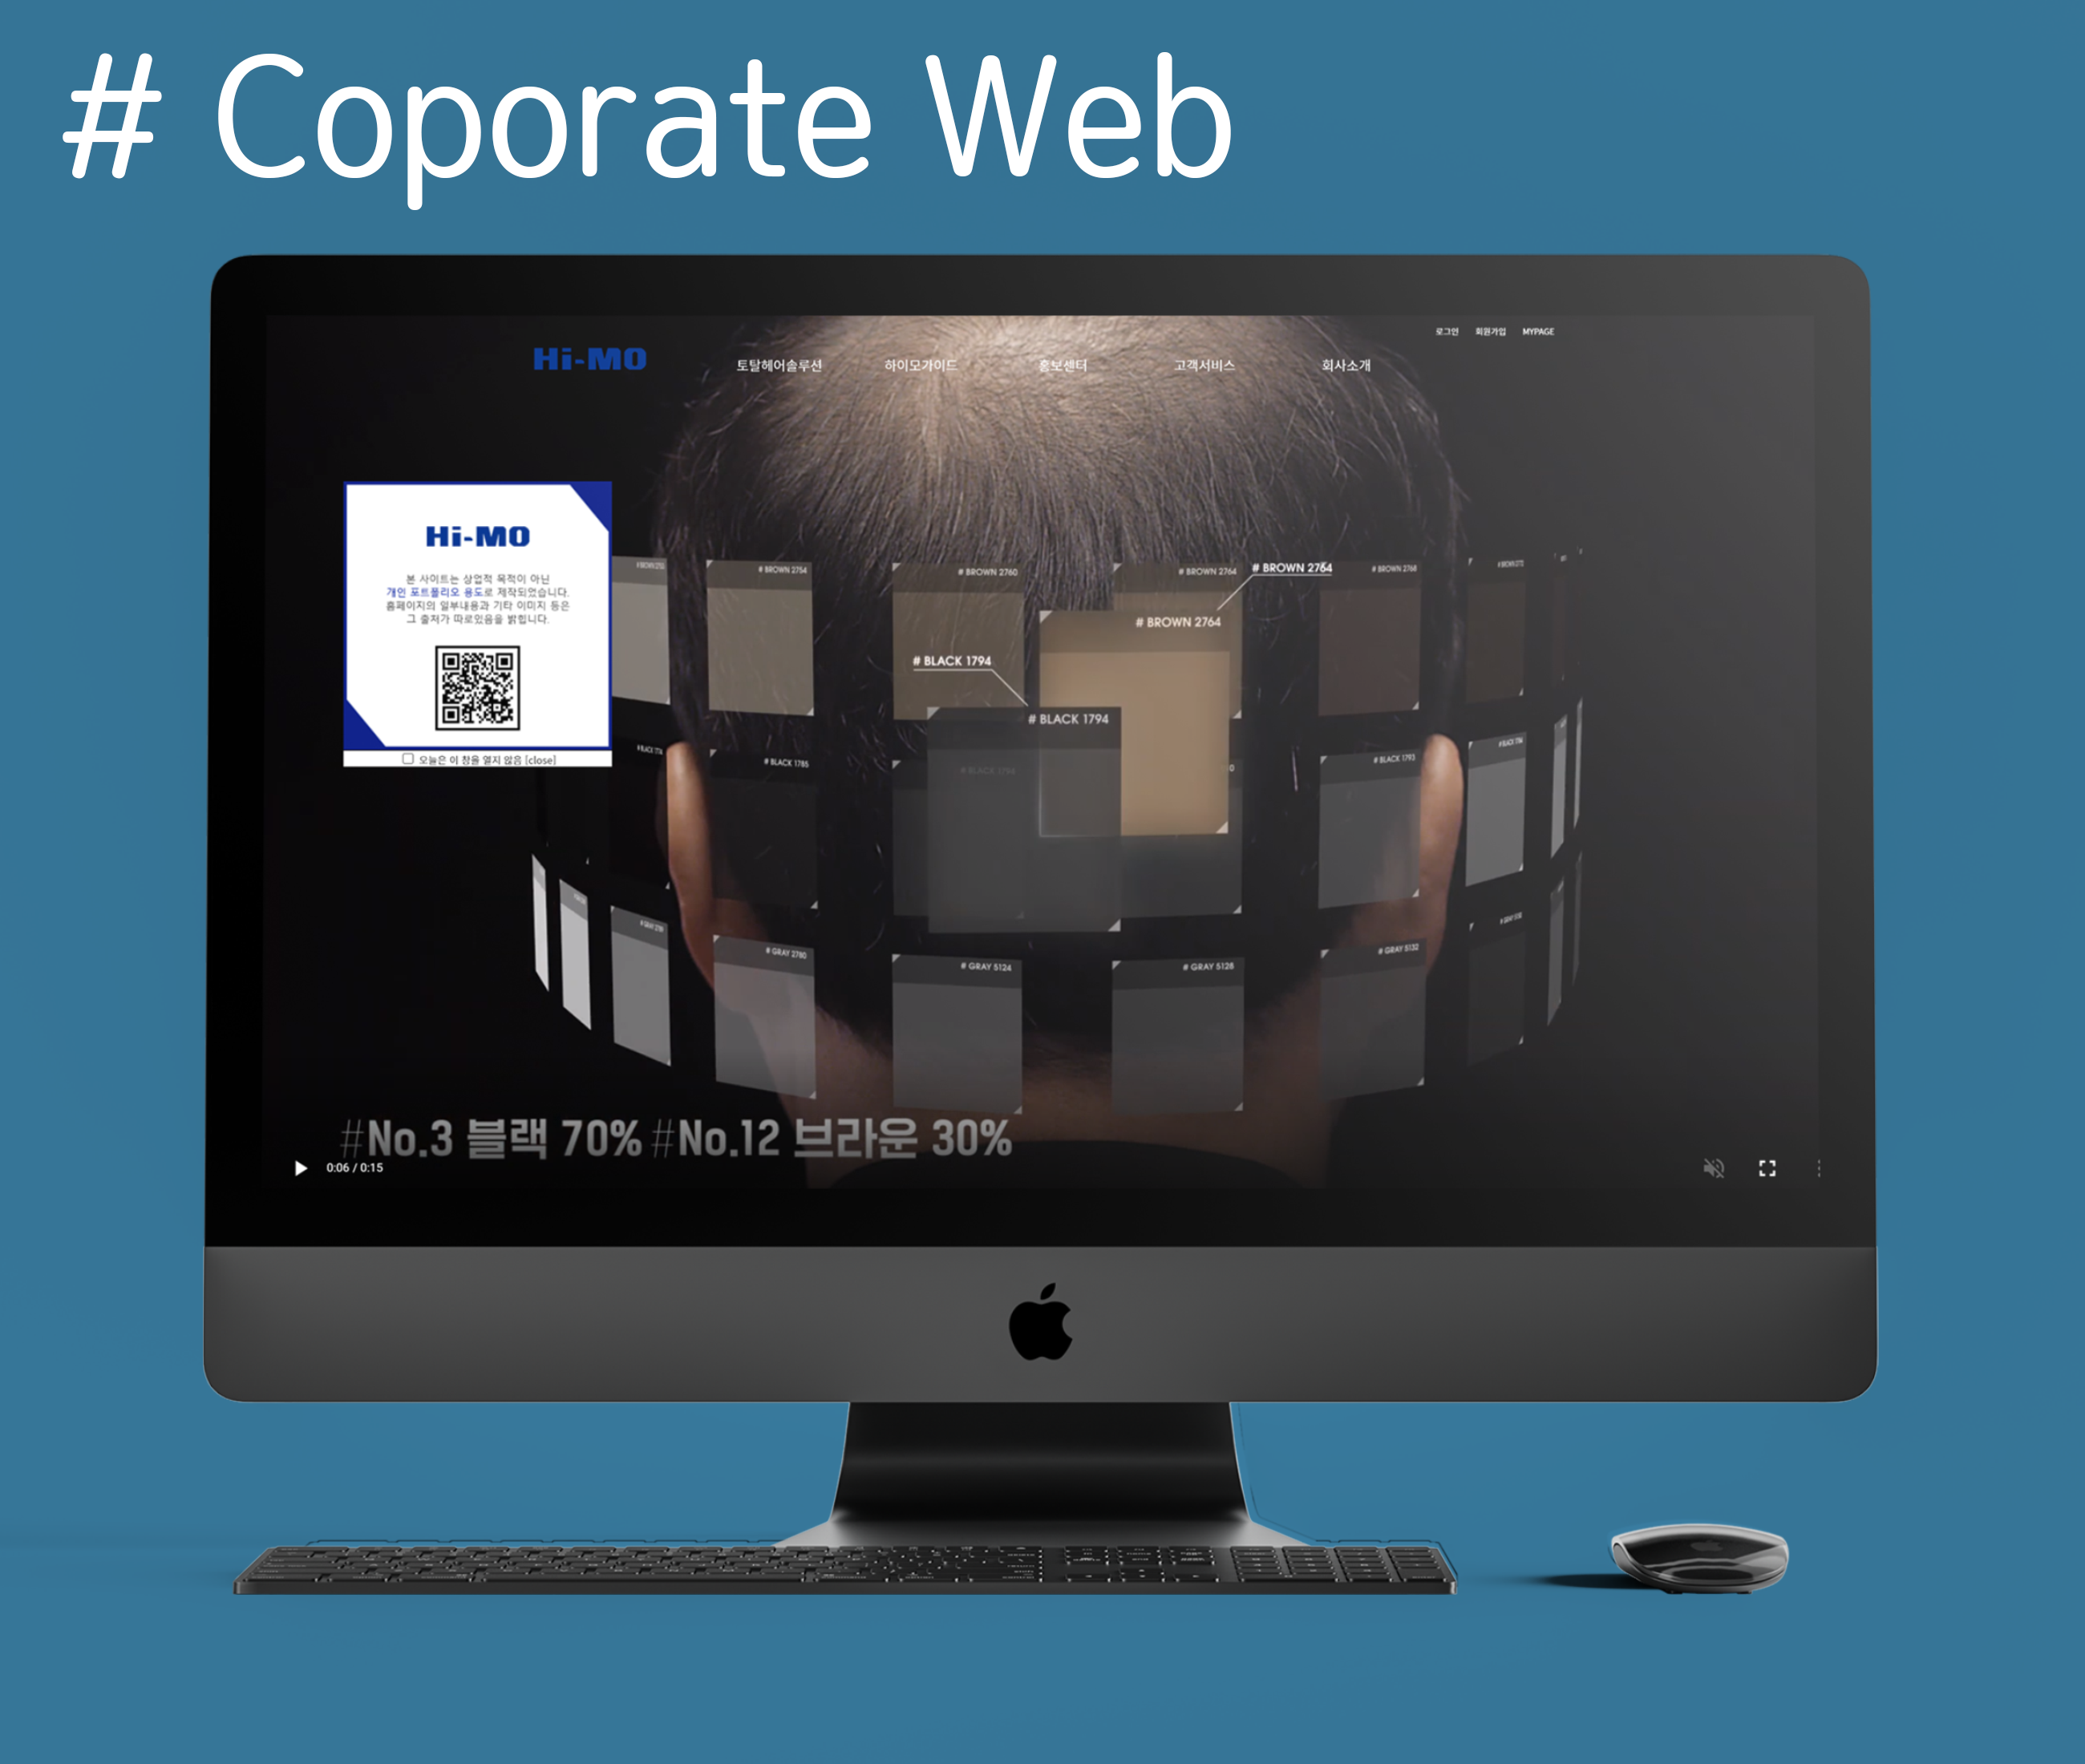 # Coporate Web
로그인 회원가입 MYPAGE
Hi-MO 토탈헤어솔루션 하이모가이드 홍보센터 고객서비스 회사소개
Hi-MO
본 사이트는 상업적 목적이 아닌
개인 포트폴리오 용도로 제작되었습니다.
홈페이지의 일부내용과 기타 이미지 등은
그 출처가 따로있음을 밝힙니다.
오늘은 이 창을 열지 않음 [close]
# BROWN 2754
# BROWN 2760
# BROWN 2764
# BROWN 2764
# BROWN 2768
# BROWN 2764
# BLACK 1794
# BLACK 1794
# BLACK 1785
# BLACK 1793
# GRAY 2780
# GRAY 5124
# GRAY 5128
# GRAY 5132
#No.3 블랙 70% #No.12 브라운 30%
0:06 / 0:15